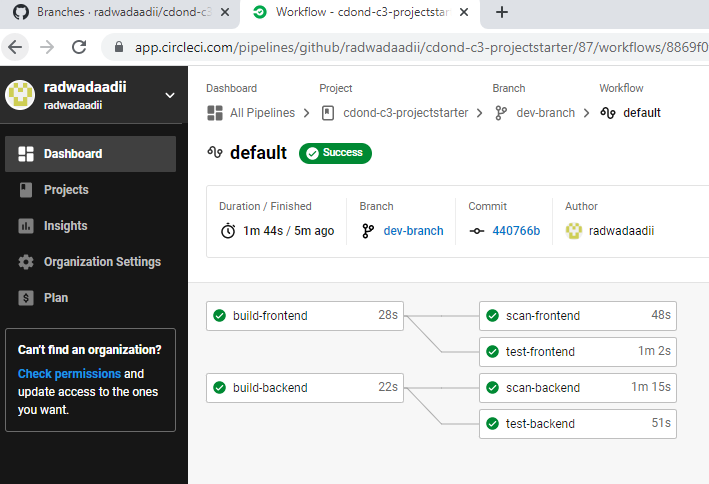 Branches · radwadaadii/cdond-c3
Workflow - cdond-c3-projectstar
app.circleci.com/pipelines/github/radwadaadii/cdond-c3-projectstarter/87/workflows/8869f0
radwadaadii
radwadaadii
Dashboard
Projects
Insights
Organization Settings
Plan
Can't find an organization?
Check permissions and
update access to the ones
you want.
Dashboard Project Branch Workflow
All Pipelines cdond-c3-projectstarter dev-branch default
default Success
Duration / Finished Branch Commit Author
1m 44s / 5m ago dev-branch 440766b radwadaadii
build-frontend 28s scan-frontend 48s
test-frontend 1m 2s
build-backend 22s scan-backend 1m 15s
test-backend 51s